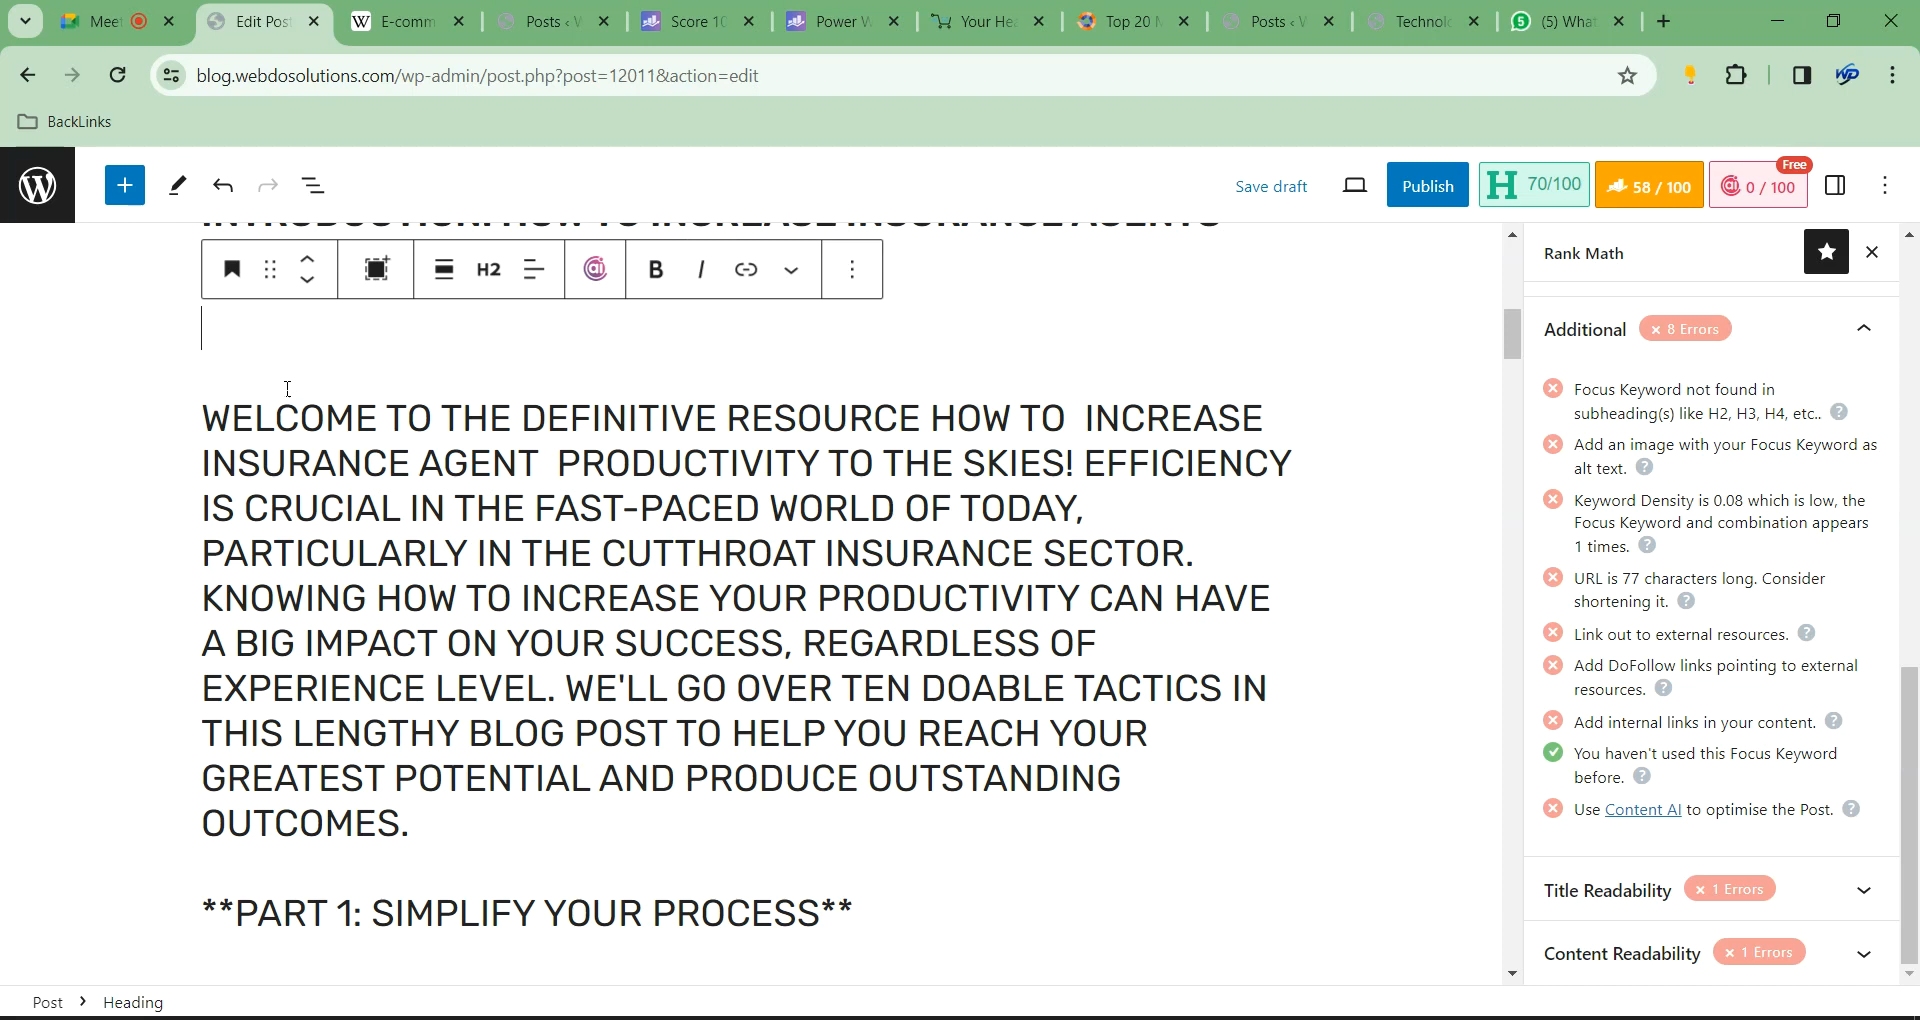 Meet
Edit Pos
E-comm
Posts ‹ W
Score 10
Power W
Your He
Top 20 M
Posts ‹ W
Technolo
(5) What
blog.webdosolutions.com/wp-admin/post.php?post=12011&action=edit
BackLinks
Save draft
Publish
H 70/100
58 / 100
Free
ai 0 / 100
H2
ai
B I
WELCOME TO THE DEFINITIVE RESOURCE HOW TO  INCREASE
INSURANCE AGENT  PRODUCTIVITY TO THE SKIES! EFFICIENCY
IS CRUCIAL IN THE FAST-PACED WORLD OF TODAY,
PARTICULARLY IN THE CUTTHROAT INSURANCE SECTOR.
KNOWING HOW TO INCREASE YOUR PRODUCTIVITY CAN HAVE
A BIG IMPACT ON YOUR SUCCESS, REGARDLESS OF
EXPERIENCE LEVEL. WE'LL GO OVER TEN DOABLE TACTICS IN
THIS LENGTHY BLOG POST TO HELP YOU REACH YOUR
GREATEST POTENTIAL AND PRODUCE OUTSTANDING
OUTCOMES.
**PART 1: SIMPLIFY YOUR PROCESS**
Rank Math
Additional × 8 Errors
Focus Keyword not found in
subheading(s) like H2, H3, H4, etc..
Add an image with your Focus Keyword as
alt text.
Keyword Density is 0.08 which is low, the
Focus Keyword and combination appears
1 times.
URL is 77 characters long. Consider
shortening it.
Link out to external resources.
Add DoFollow links pointing to external
resources.
Add internal links in your content.
You haven't used this Focus Keyword
before.
Use Content AI to optimise the Post.
Title Readability × 1 Errors
Content Readability × 1 Errors
Post › Heading